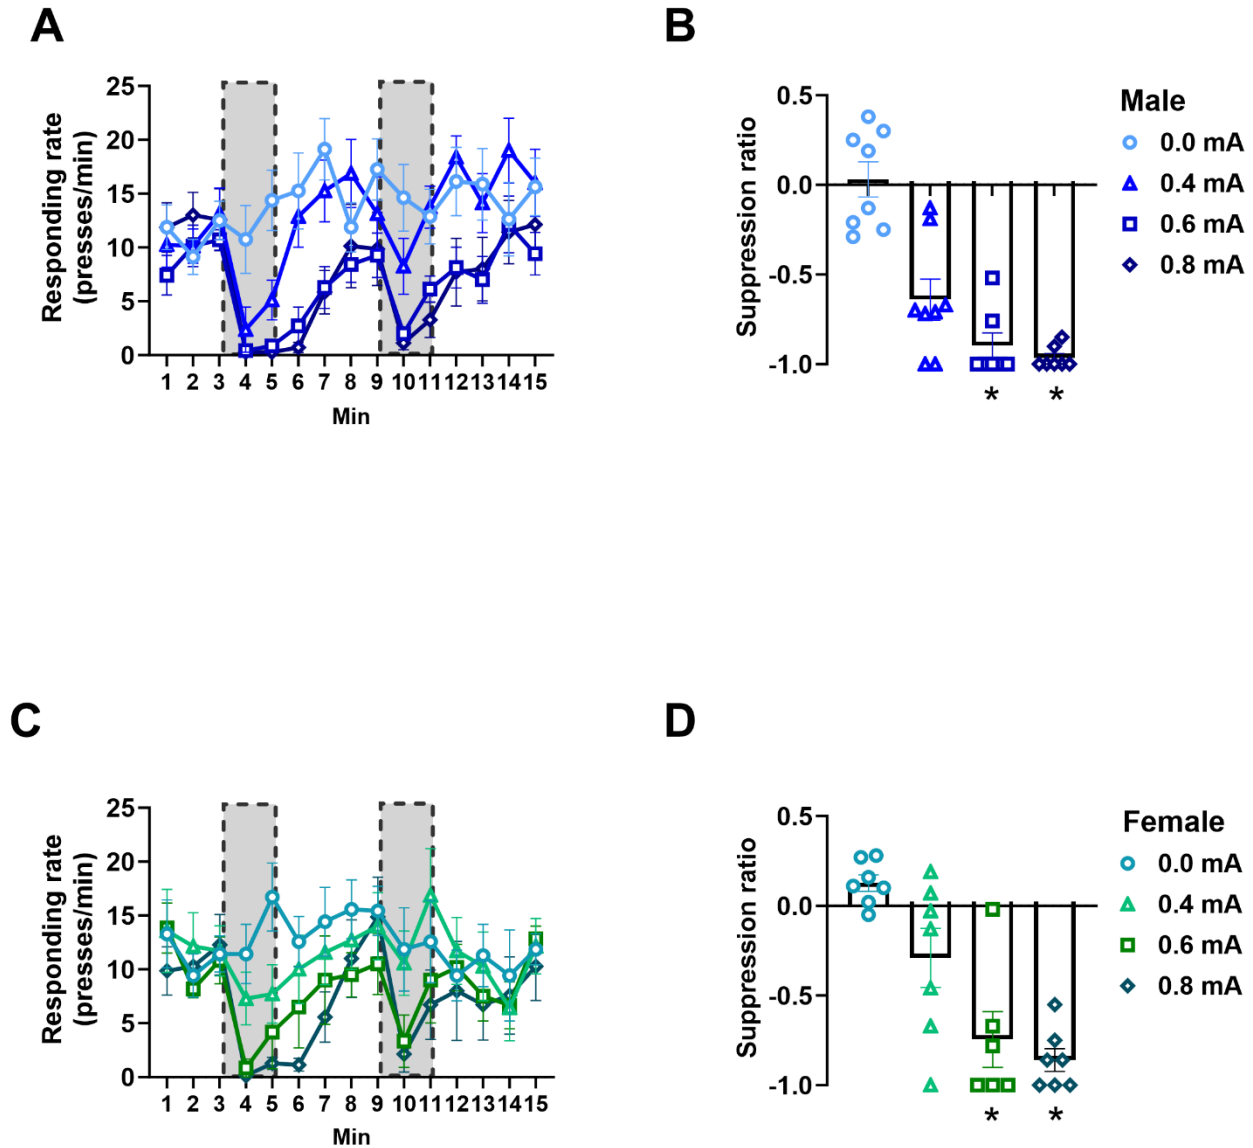 A
Responding rate
(presses/min)
25
20
15
10
5
0
1 2 3 4 5 6 7 8 9 10 11 12 13 14 15
Min
B
Suppression ratio
0.5
0.0
-0.5
-1.0
* *
Male
0.0 mA
0.4 mA
0.6 mA
0.8 mA
C
Responding rate
(presses/min)
25
20
15
10
5
0
1 2 3 4 5 6 7 8 9 10 11 12 13 14 15
Min
D
Suppression ratio
0.5
0.0
-0.5
-1.0
* *
Female
0.0 mA
0.4 mA
0.6 mA
0.8 mA